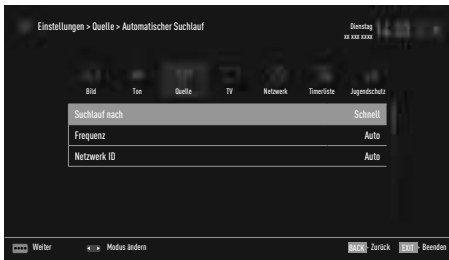 Einstellungen > Quelle > Automatischer Suchlauf
Dienstag
xx xxx xxxx
Bild Ton Quelle TV Netzwerk Timerliste Jugendschutz
Suchlauf nach Schnell
Frequenz Auto
Netzwerk ID Auto
Weiter Modus ändern BACK - Zurück EXIT - Beenden